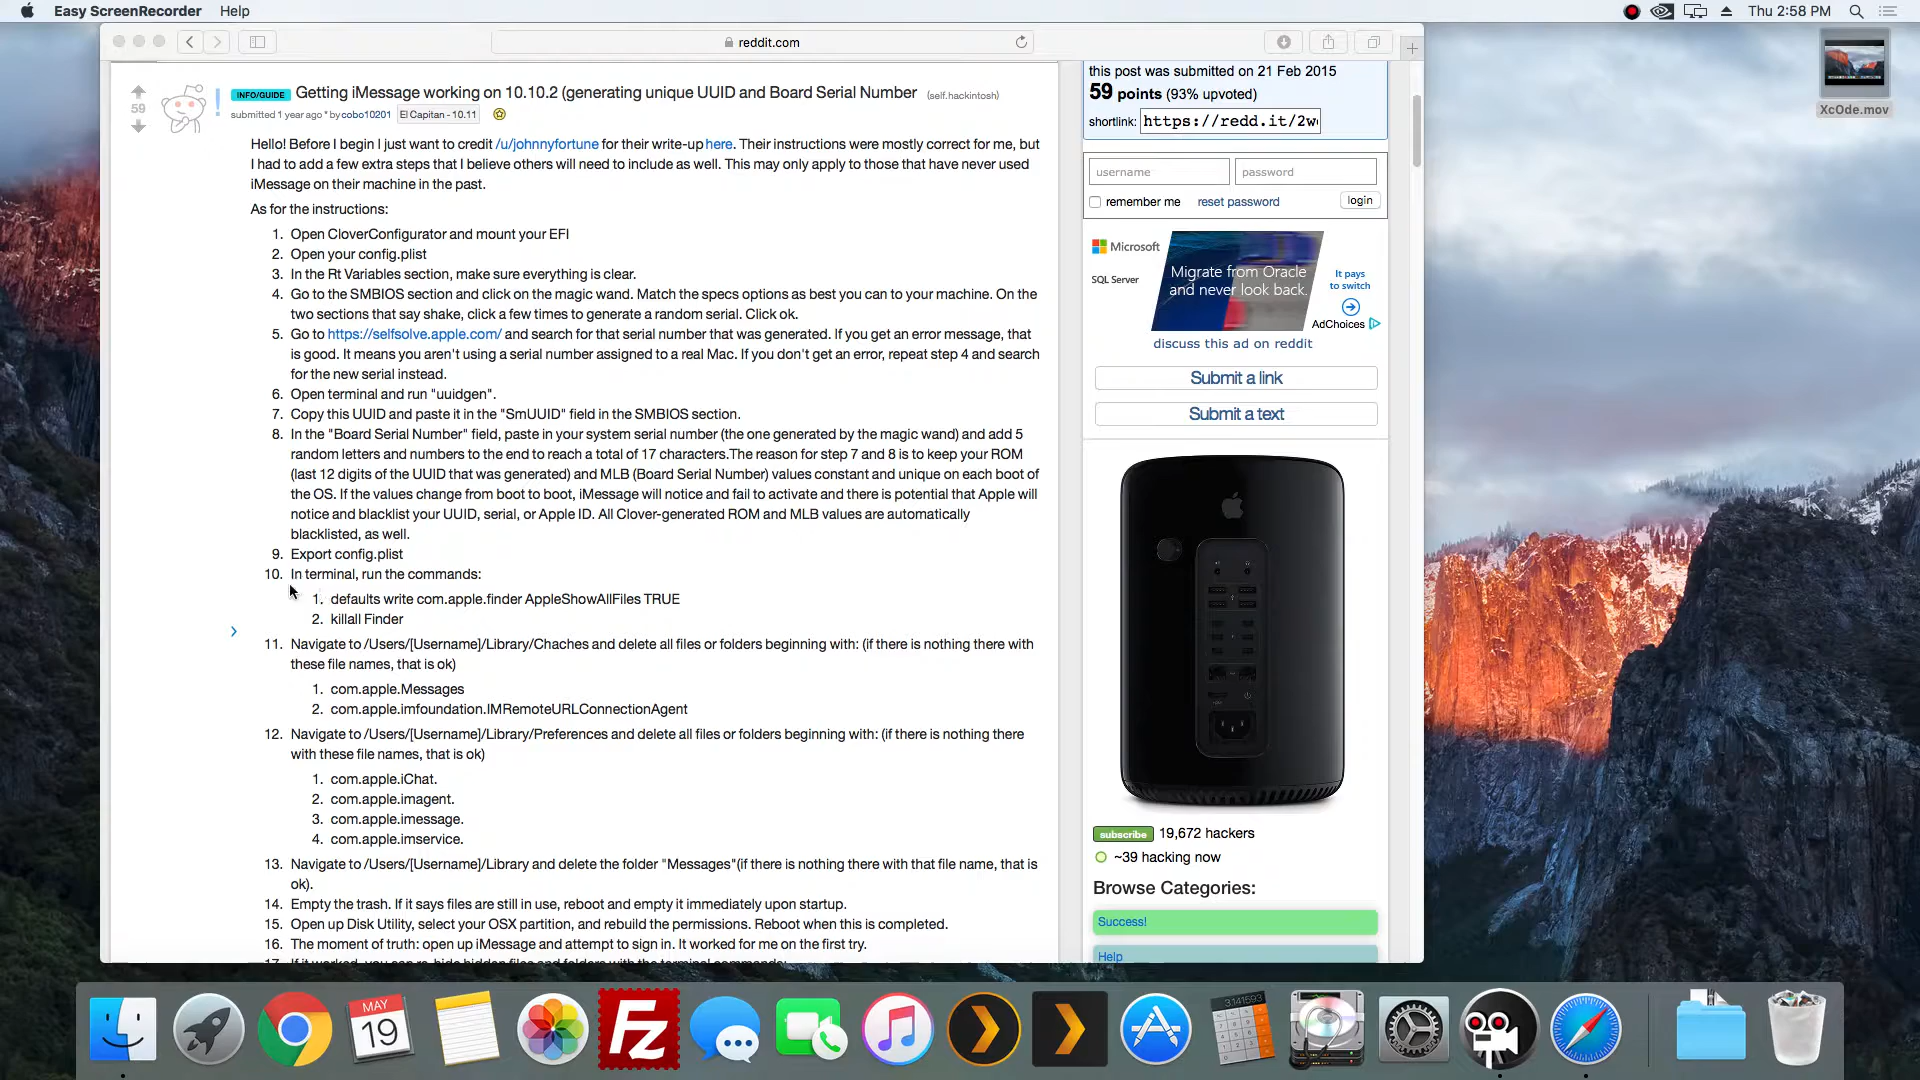 Easy ScreenRecorder Help
Thu 2:58 PM
reddit.com
XcOde.mov
59
INFO/GUIDE Getting iMessage working on 10.10.2 (generating unique UUID and Board Serial Number (self.hackintosh)
submitted 1 year ago * by cobo10201 El Capitan - 10.11
Hello! Before I begin I just want to credit /u/johnnyfortune for their write-up here. Their instructions were mostly correct for me, but
I had to add a few extra steps that I believe others will need to include as well. This may only apply to those that have never used
iMessage on their machine in the past.
As for the instructions:
1. Open CloverConfigurator and mount your EFI
2. Open your config.plist
3. In the Rt Variables section, make sure everything is clear.
4. Go to the SMBIOS section and click on the magic wand. Match the specs options as best you can to your machine. On the
two sections that say shake, click a few times to generate a random serial. Click ok.
5. Go to https://selfsolve.apple.com/ and search for that serial number that was generated. If you get an error message, that
is good. It means you aren't using a serial number assigned to a real Mac. If you don't get an error, repeat step 4 and search
for the new serial instead.
6. Open terminal and run "uuidgen".
7. Copy this UUID and paste it in the "SmUUID" field in the SMBIOS section.
8. In the "Board Serial Number" field, paste in your system serial number (the one generated by the magic wand) and add 5
random letters and numbers to the end to reach a total of 17 characters.The reason for step 7 and 8 is to keep your ROM
(last 12 digits of the UUID that was generated) and MLB (Board Serial Number) values constant and unique on each boot of
the OS. If the values change from boot to boot, iMessage will notice and fail to activate and there is potential that Apple will
notice and blacklist your UUID, serial, or Apple ID. All Clover-generated ROM and MLB values are automatically
blacklisted, as well.
9. Export config.plist
10. In terminal, run the commands:
1. defaults write com.apple.finder AppleShowAllFiles TRUE
2. killall Finder
11. Navigate to /Users/[Username]/Library/Chaches and delete all files or folders beginning with: (if there is nothing there with
these file names, that is ok)
1. com.apple.Messages
2. com.apple.imfoundation.IMRemoteURLConnectionAgent
12. Navigate to /Users/[Username]/Library/Preferences and delete all files or folders beginning with: (if there is nothing there
with these file names, that is ok)
1. com.apple.iChat.
2. com.apple.imagent.
3. com.apple.imessage.
4. com.apple.imservice.
13. Navigate to /Users/[Username]/Library and delete the folder "Messages"(if there is nothing there with that file name, that is
ok).
14. Empty the trash. If it says files are still in use, reboot and empty it immediately upon startup.
15. Open up Disk Utility, select your OSX partition, and rebuild the permissions. Reboot when this is completed.
16. The moment of truth: open up iMessage and attempt to sign in. It worked for me on the first try.
17. If it worked, you can re-hide hidden files and folders with the terminal commands:
this post was submitted on 21 Feb 2015
59 points (93% upvoted)
shortlink: https://redd.it/2w
username password
remember me reset password login
Microsoft
SQL Server
Migrate from Oracle
and never look back.
It pays
to switch
AdChoices
discuss this ad on reddit
Submit a link
Submit a text
subscribe 19,672 hackers
~39 hacking now
Browse Categories:
Success!
Help
MAY
19
Fz
3.141593